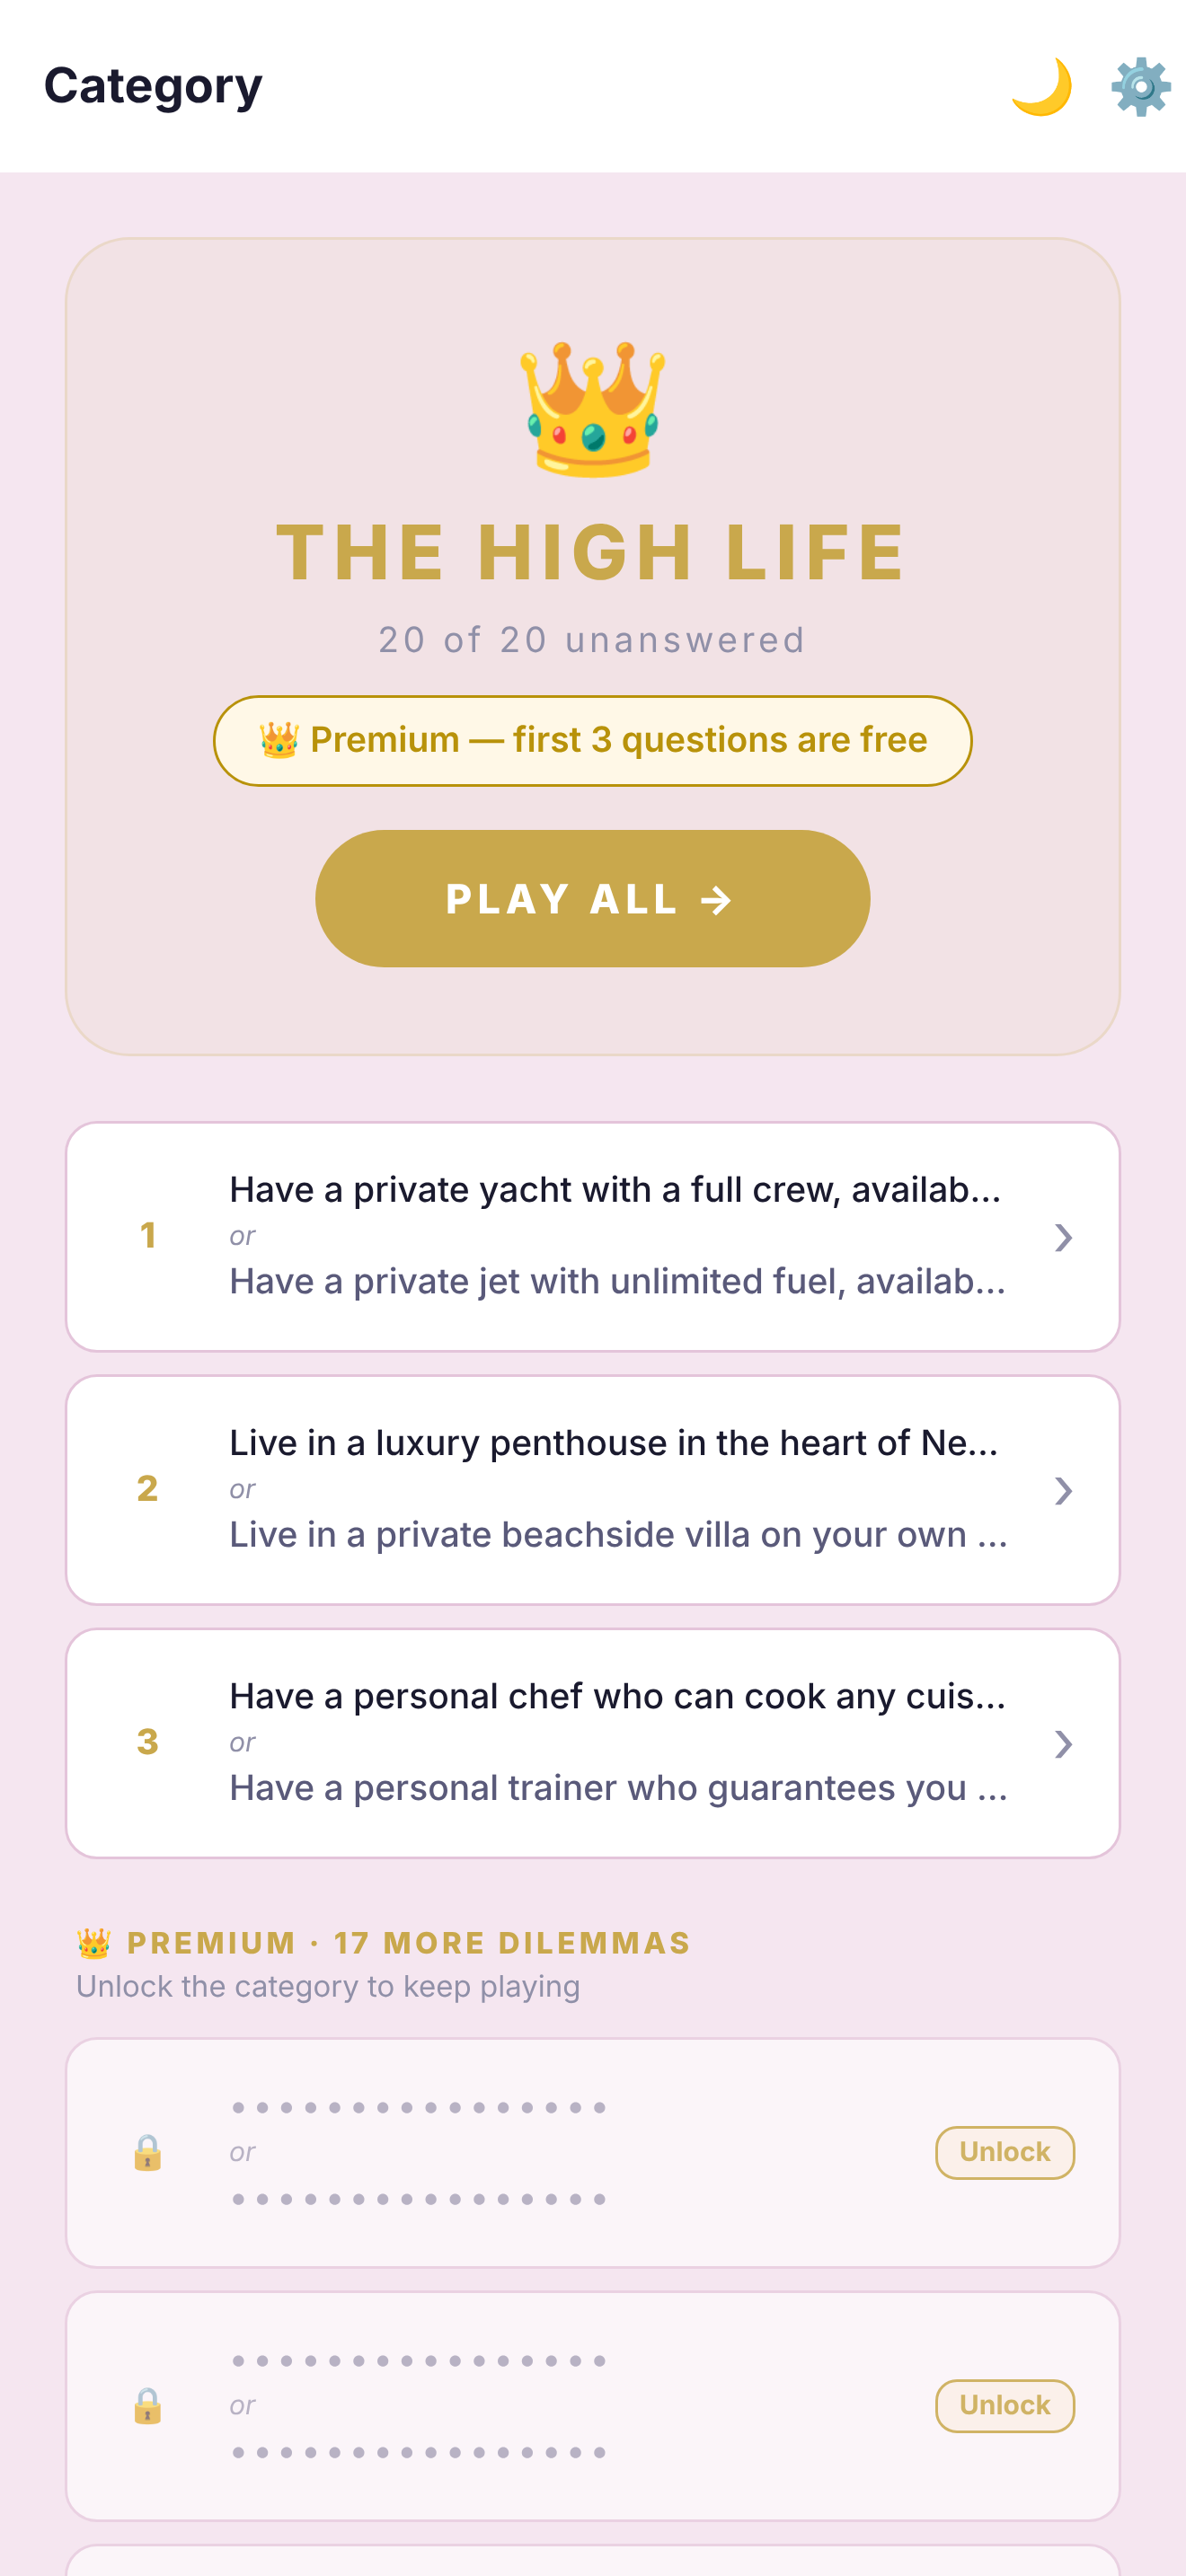 Category
THE HIGH LIFE
20 of 20 unanswered
👑 Premium — first 3 questions are free
PLAY ALL →
1
Have a private yacht with a full crew, availab...
or
Have a private jet with unlimited fuel, availab...
2
Live in a luxury penthouse in the heart of Ne...
or
Live in a private beachside villa on your own ...
3
Have a personal chef who can cook any cuis...
or
Have a personal trainer who guarantees you ...
👑 PREMIUM · 17 MORE DILEMMAS
Unlock the category to keep playing
••••••••••••••••
or
••••••••••••••••
Unlock
••••••••••••••••
or
••••••••••••••••
Unlock